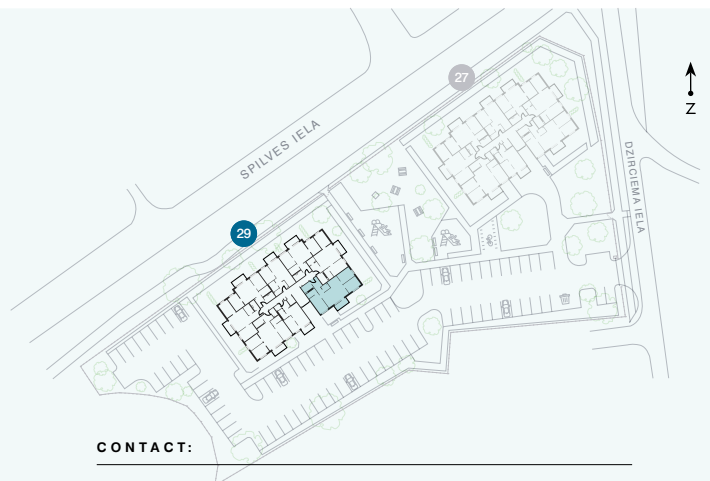 27
Z
SPILVES IELA
DZIRCIEMA IELA
29
CONTACT: